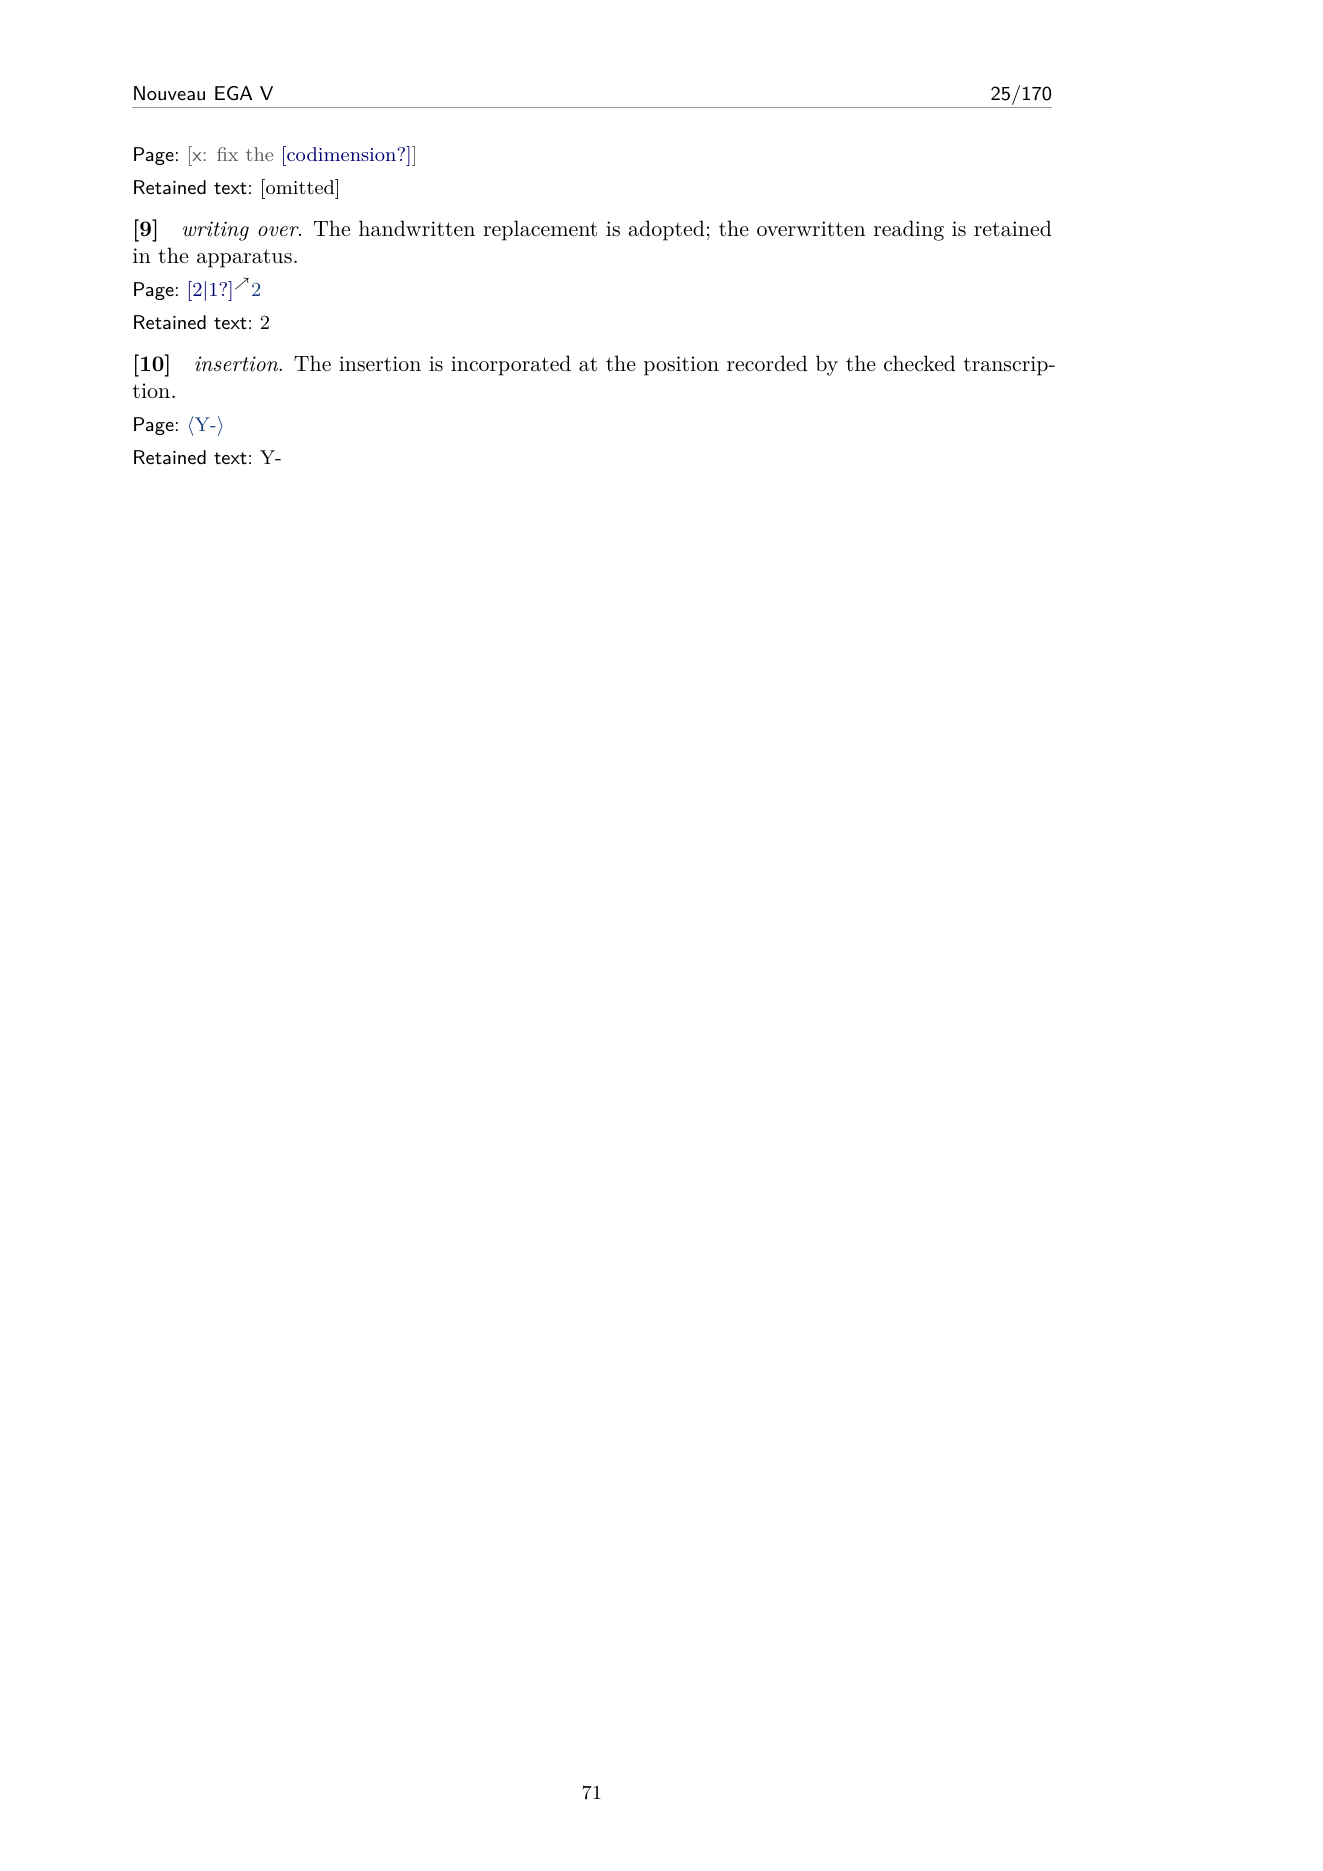 Nouveau EGA V 25/170
Page: [x: fix the [codimension?]]
Retained text: [omitted]
[9] writing over. The handwritten replacement is adopted; the overwritten reading is retained
in the apparatus.
Page: [2|1?]↗2
Retained text: 2
[10] insertion. The insertion is incorporated at the position recorded by the checked transcrip-
tion.
Page: ⟨Y-⟩
Retained text: Y-
71